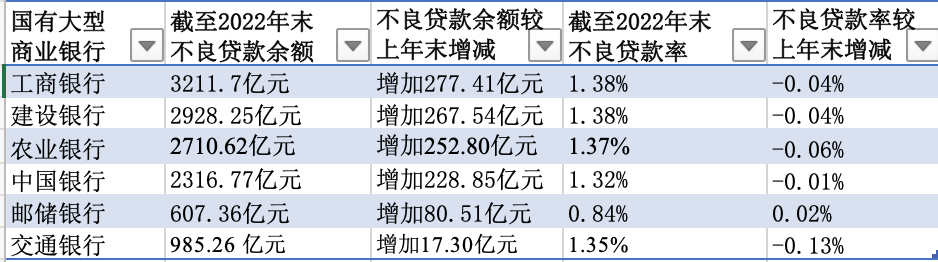 国有大型商业银行 截至2022年末不良贷款余额 不良贷款余额较上年末增减 截至2022年末不良贷款率 不良贷款率较上年末增减
工商银行 3211.7亿元 增加277.41亿元 1.38% -0.04%
建设银行 2928.25亿元 增加267.54亿元 1.38% -0.04%
农业银行 2710.62亿元 增加252.80亿元 1.37% -0.06%
中国银行 2316.77亿元 增加228.85亿元 1.32% -0.01%
邮储银行 607.36亿元 增加80.51亿元 0.84% 0.02%
交通银行 985.26 亿元 增加17.30亿元 1.35% -0.13%